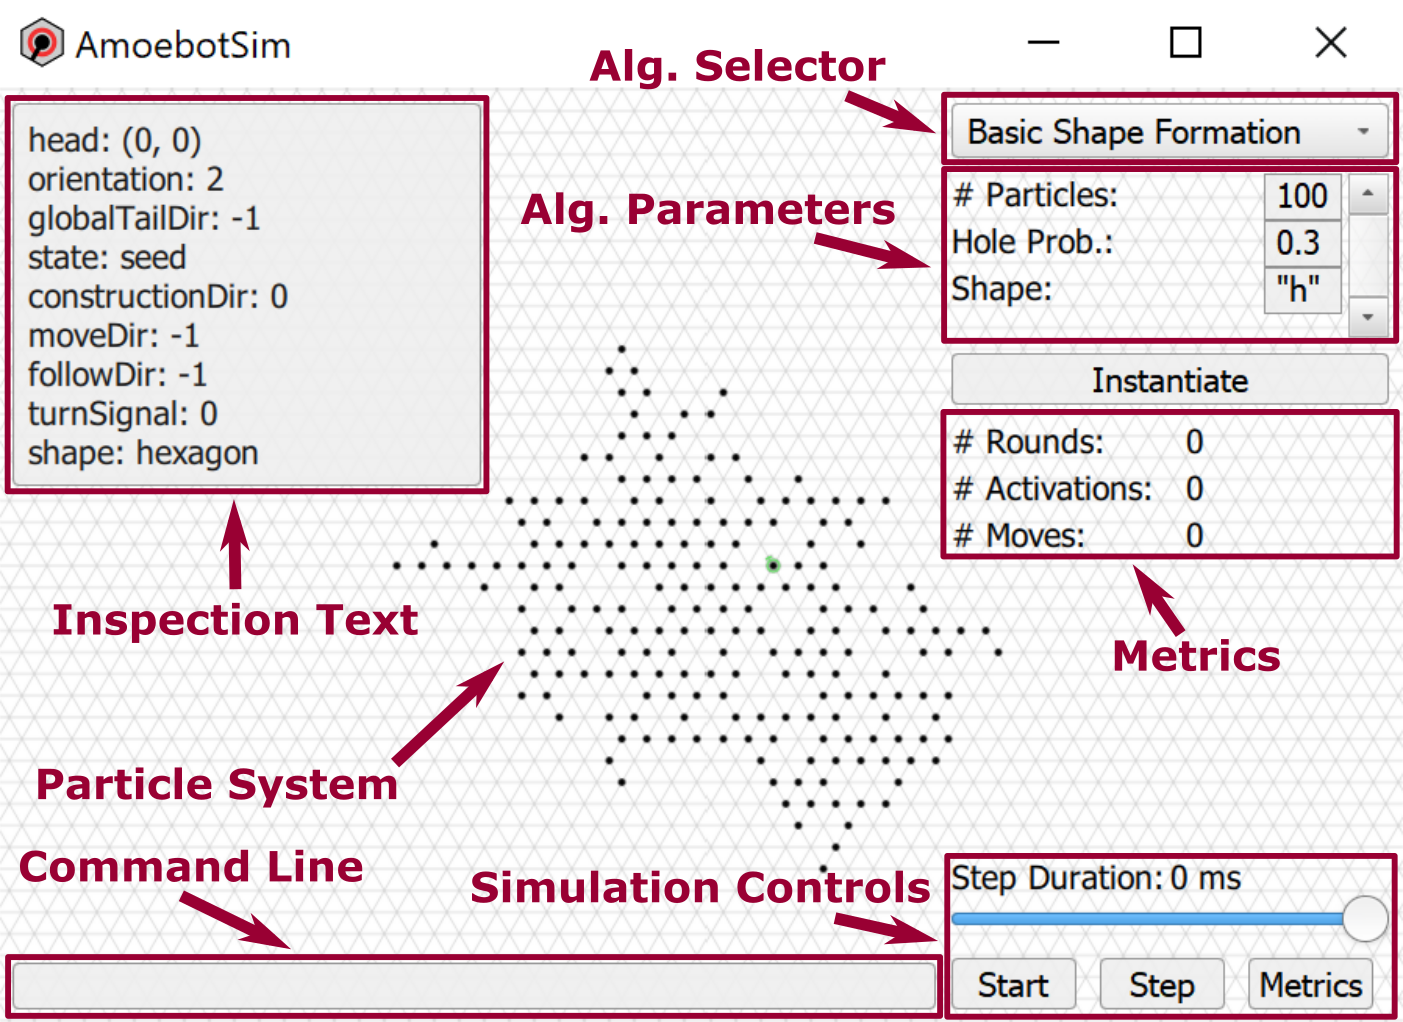 AmoebotSim
Alg. Selector
head: (0, 0)
orientation: 2
globalTailDir: -1
state: seed
constructionDir: 0
moveDir: -1
followDir: -1
turnSignal: 0
shape: hexagon
Basic Shape Formation
Alg. Parameters
# Particles: 100
Hole Prob.: 0.3
Shape: "h"
Instantiate
# Rounds: 0
# Activations: 0
# Moves: 0
Inspection Text
Metrics
Particle System
Command Line
Simulation Controls
Step Duration: 0 ms
Start Step Metrics